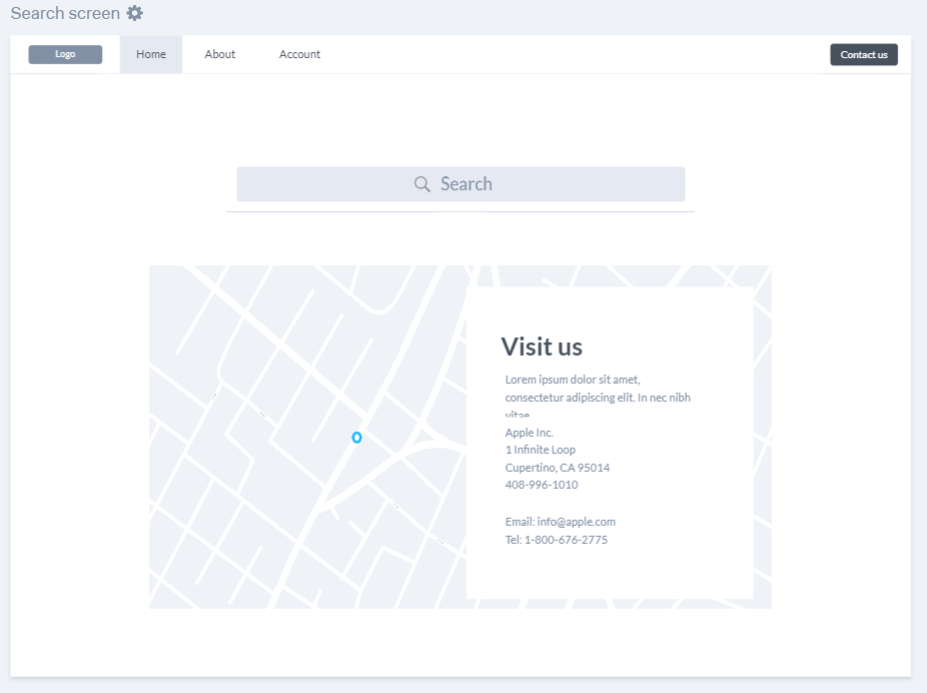 Search screen
Logo
Home
About
Account
Contact us
Search
Visit us
Lorem ipsum dolor sit amet,
consectetur adipiscing elit. In nec nibh
vitae
Apple Inc.
1 Infinite Loop
Cupertino, CA 95014
408-996-1010
Email: info@apple.com
Tel: 1-800-676-2775